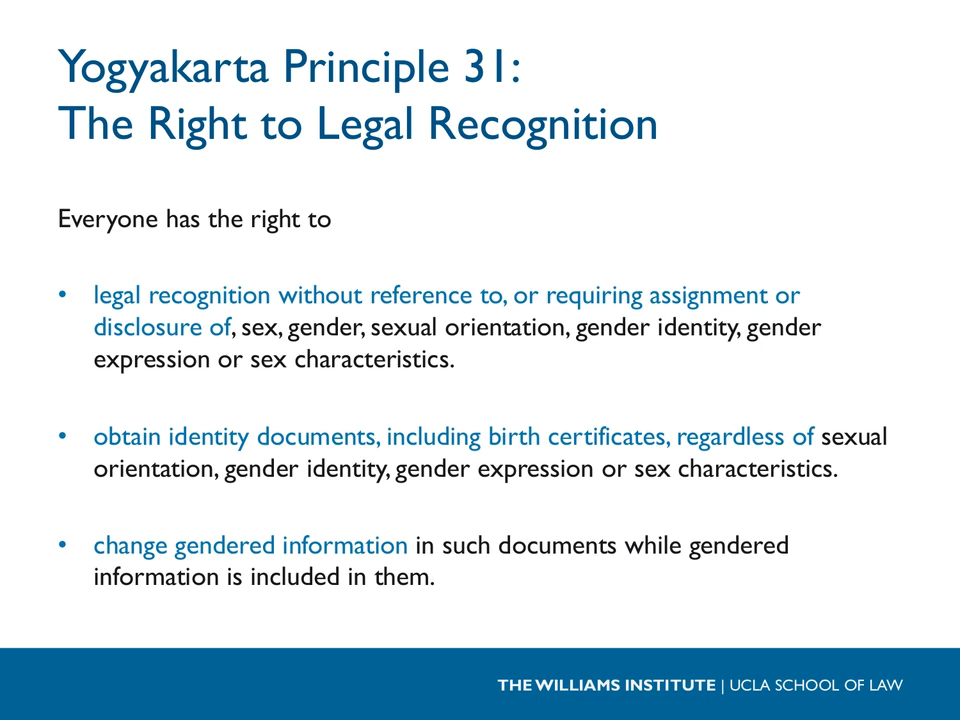 Yogyakarta Principle 31:
The Right to Legal Recognition
Everyone has the right to
• legal recognition without reference to, or requiring assignment or
disclosure of, sex, gender, sexual orientation, gender identity, gender
expression or sex characteristics.
• obtain identity documents, including birth certificates, regardless of sexual
orientation, gender identity, gender expression or sex characteristics.
• change gendered information in such documents while gendered
information is included in them.
THE WILLIAMS INSTITUTE | UCLA SCHOOL OF LAW